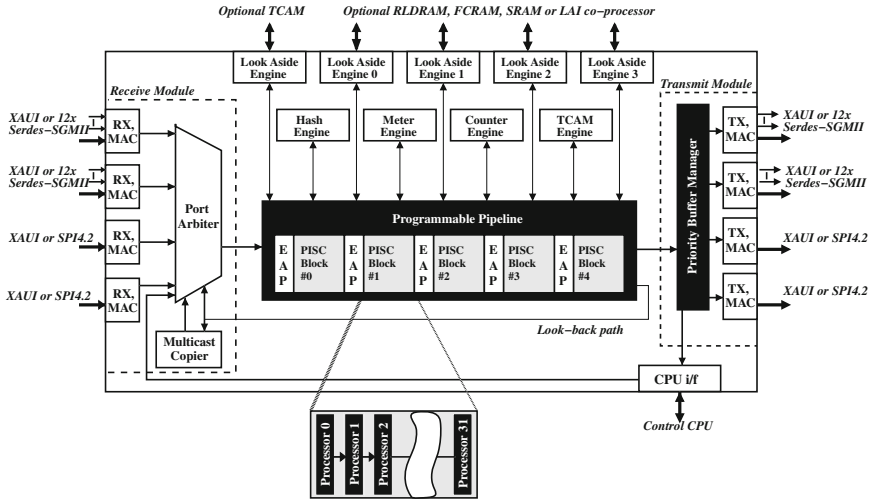 Optional TCAM
Optional RLDRAM, FCRAM, SRAM or LAI co-processor
Look Aside
Engine
Look Aside
Engine 0
Look Aside
Engine 1
Look Aside
Engine 2
Look Aside
Engine 3
Receive Module
Transmit Module
XAUI or 12x
Serdes-SGMII
XAUI or 12x
Serdes-SGMII
XAUI or SPI4.2
XAUI or SPI4.2
RX,
MAC
RX,
MAC
RX,
MAC
RX,
MAC
Port
Arbiter
Multicast
Copier
Hash
Engine
Meter
Engine
Counter
Engine
TCAM
Engine
Programmable Pipeline
E
A
P
PISC
Block
#0
E
A
P
PISC
Block
#1
E
A
P
PISC
Block
#2
E
A
P
PISC
Block
#3
E
A
P
PISC
Block
#4
Look-back path
Priority Buffer Manager
TX,
MAC
TX,
MAC
TX,
MAC
TX,
MAC
XAUI or 12x
Serdes-SGMII
XAUI or 12x
Serdes-SGMII
XAUI or SPI4.2
XAUI or SPI4.2
CPU i/f
Control CPU
Processor 0
Processor 1
Processor 2
Processor 31